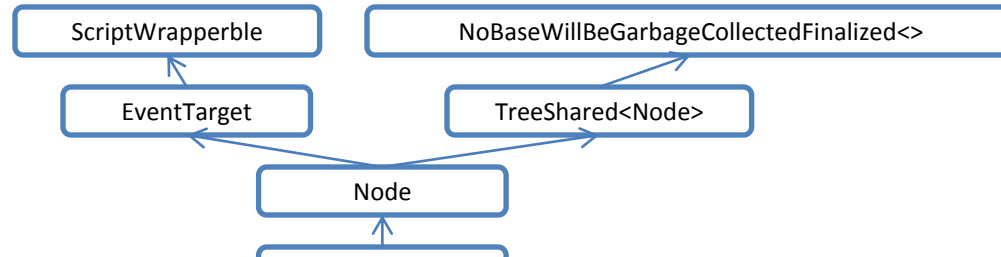 ScriptWrapperble
NoBaseWillBeGarbageCollectedFinalized<>
EventTarget
TreeShared<Node>
Node